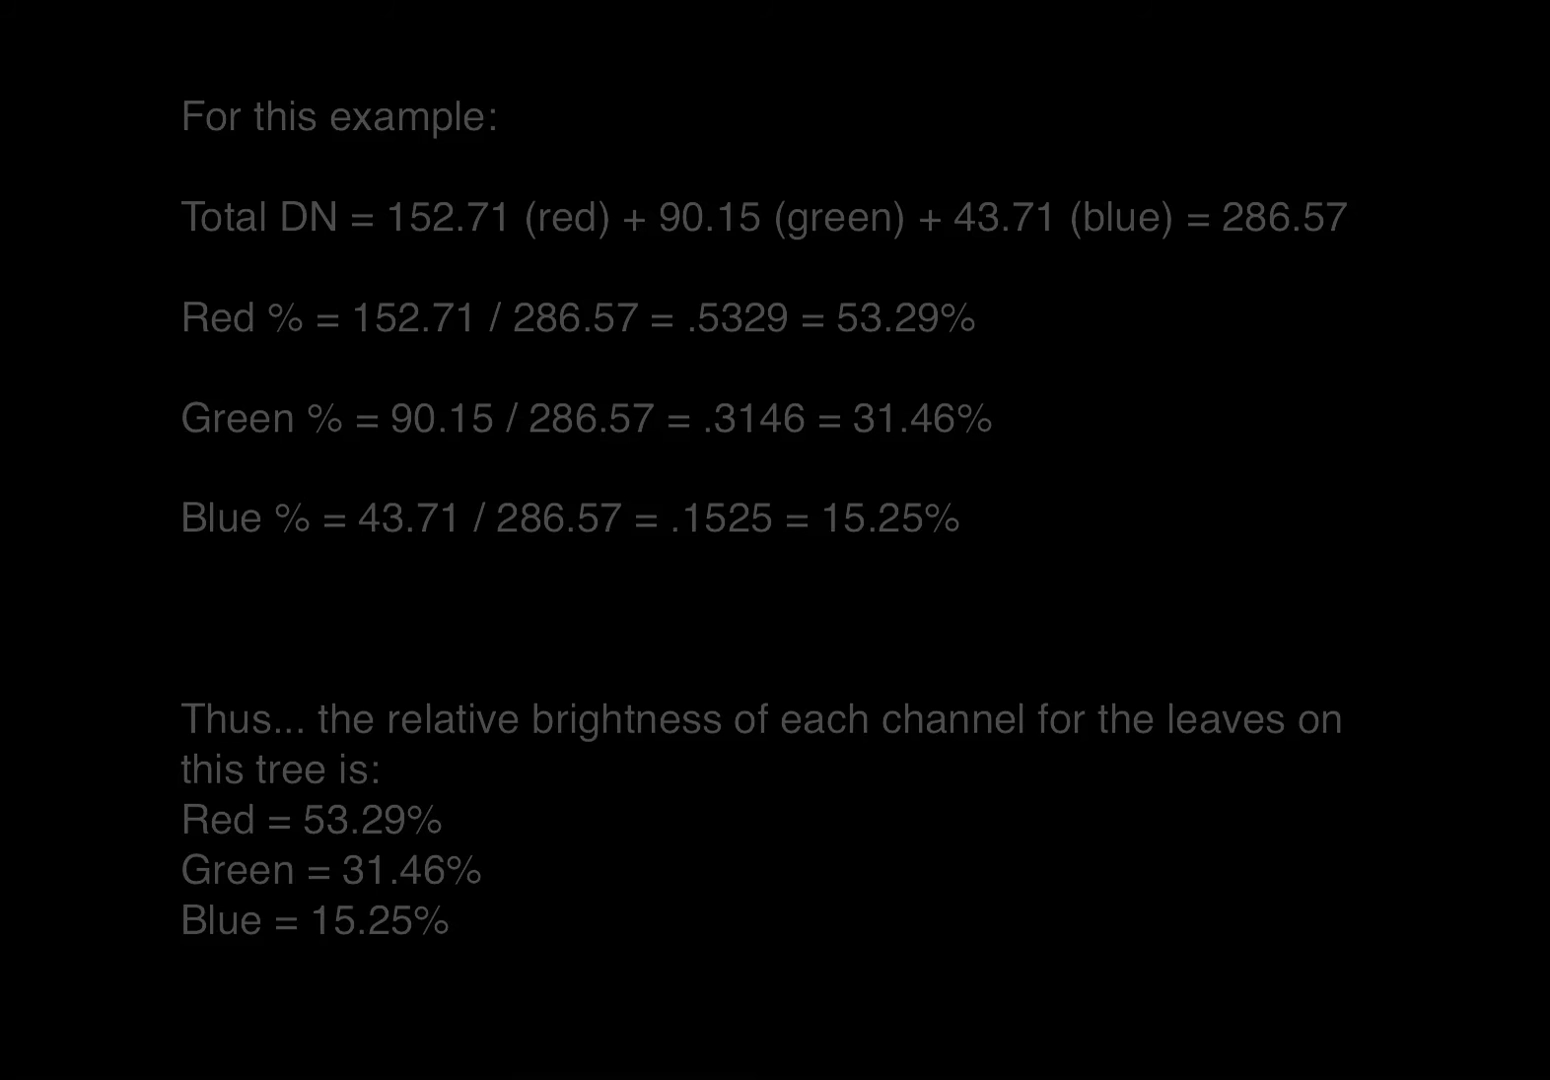 For this example:
Total DN = 152.71 (red) + 90.15 (green) + 43.71 (blue) = 286.57
Red % = 152.71 / 286.57 = .5329 = 53.29%
Green % = 90.15 / 286.57 = .3146 = 31.46%
Blue % = 43.71 / 286.57 = .1525 = 15.25%
Thus... the relative brightness of each channel for the leaves on
this tree is:
Red = 53.29%
Green = 31.46%
Blue = 15.25%